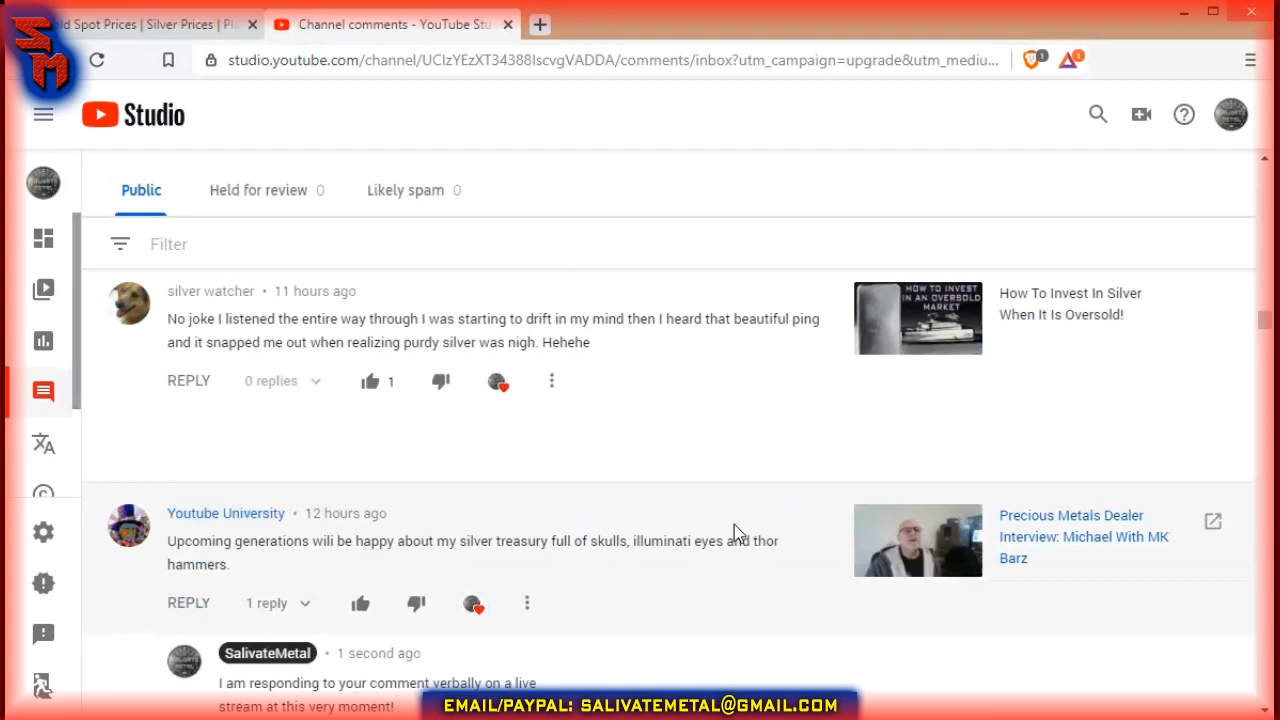 SM
old Spot Prices | Silver Prices | Pl
Channel comments - YouTube Stu
studio.youtube.com/channel/UCIzYEzXT34388IscvgVADDA/comments/inbox?utm_campaign=upgrade&utm_mediu...
1
1
Studio
Public
Held for review 0
Likely spam 0
Filter
silver watcher • 11 hours ago
No joke I listened the entire way through I was starting to drift in my mind then I heard that beautiful ping
and it snapped me out when realizing purdy silver was nigh. Hehehe
REPLY 0 replies 1
HOW TO INVEST
IN AN OVERSOLD
MARKET
How To Invest In Silver
When It Is Oversold!
Youtube University • 12 hours ago
Upcoming generations wili be happy about my silver treasury full of skulls, illuminati eyes and thor
hammers.
REPLY 1 reply
Precious Metals Dealer
Interview: Michael With MK
Barz
SalivateMetal • 1 second ago
I am responding to your comment verbally on a live
stream at this very moment!
EMAIL/PAYPAL: SALIVATEMETAL@GMAIL.COM